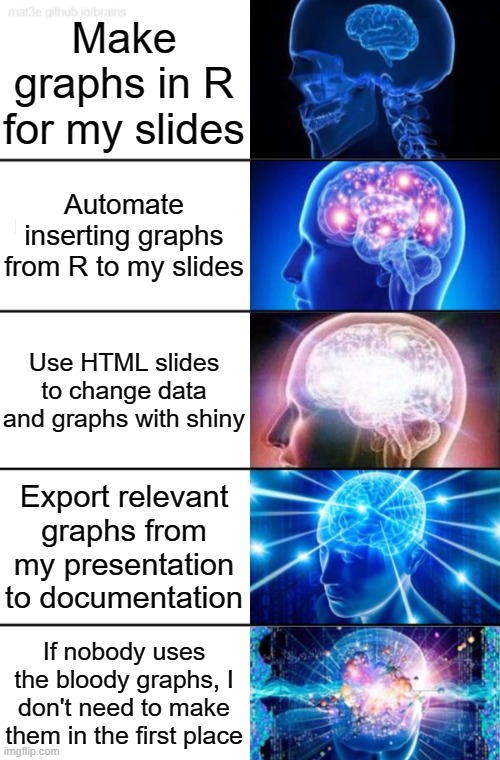 mat3e.github.io/brains
Make
graphs in R
for my slides
Automate
inserting graphs
from R to my slides
Use HTML slides
to change data
and graphs with shiny
Export relevant
graphs from
my presentation
to documentation
If nobody uses
the bloody graphs, I
don't need to make
them in the first place
imgflip.com